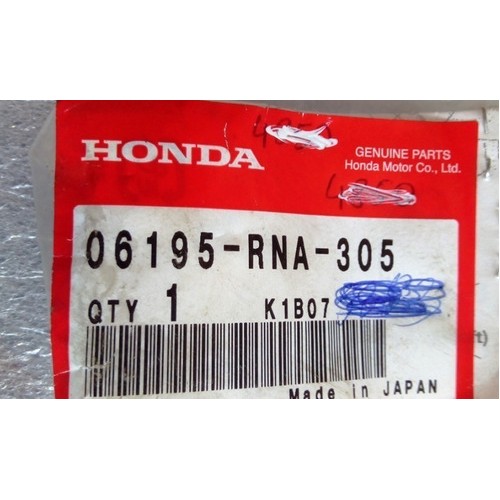 HONDA
GENUINE PARTS
Honda Motor Co., Ltd.
06195-RNA-305
QTY 1 K1B07
Made in JAPAN